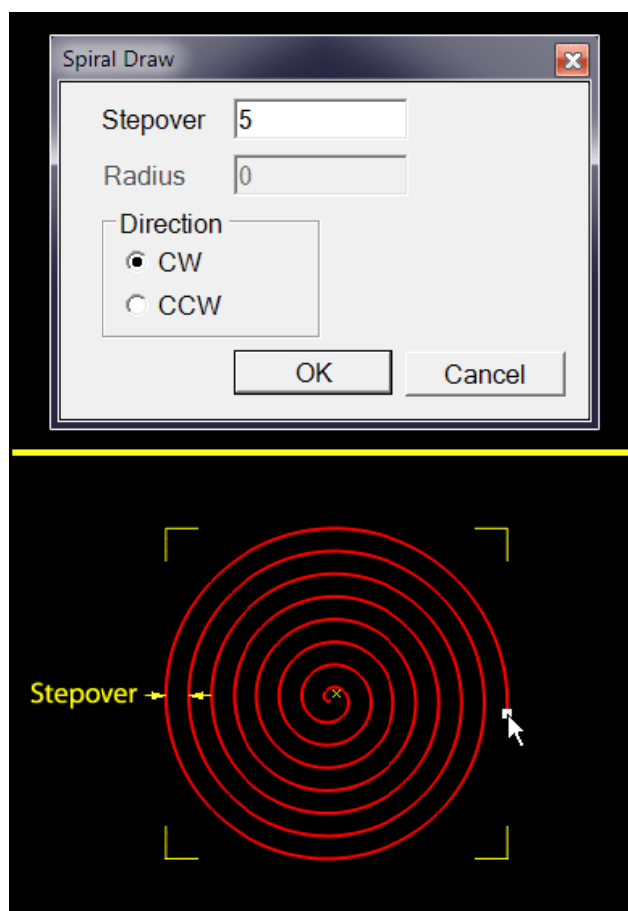 Spiral Draw
Stepover 5
Radius 0
Direction
CW
CCW
OK Cancel
Stepover